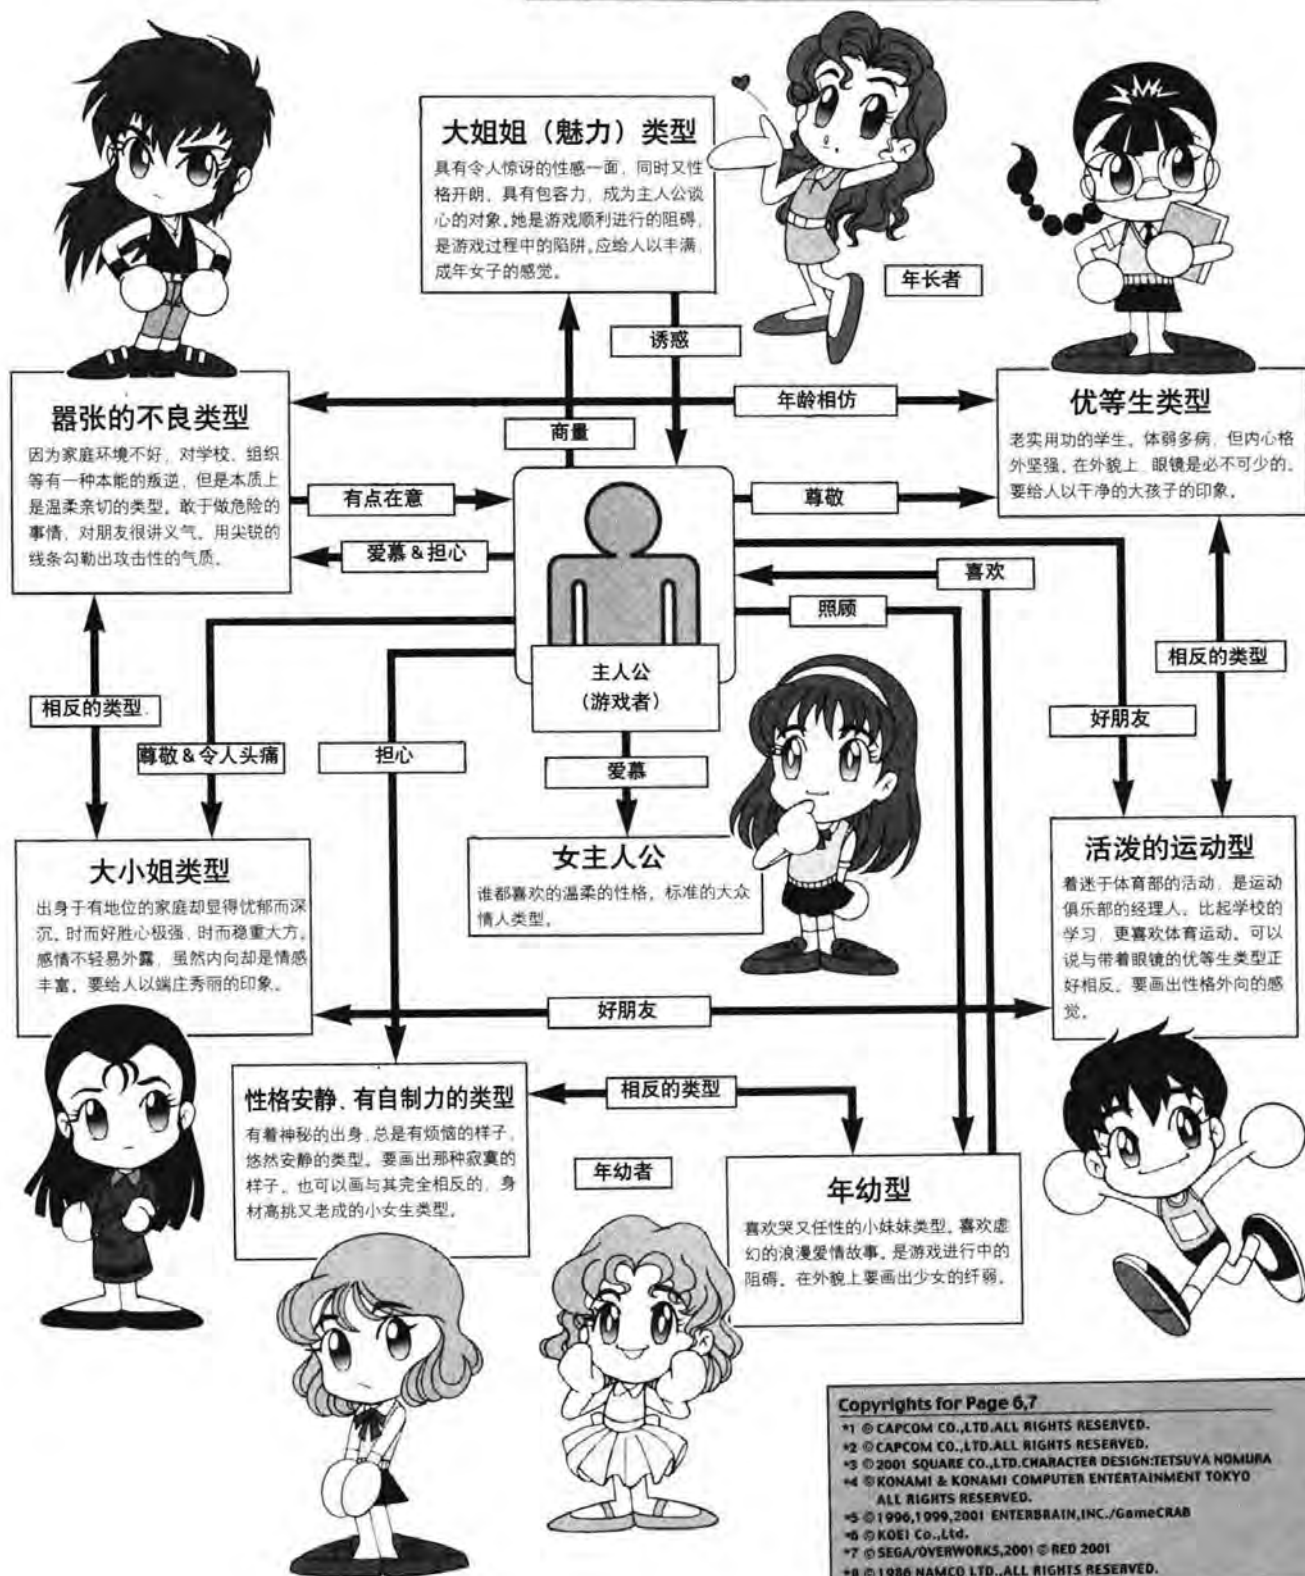 大姐姐（魅力）类型
具有令人惊讶的性感一面，同时又性
格开朗、具有包容力，成为主人公谈
心的对象。她是游戏顺利进行的阻碍，
是游戏过程中的陷阱。应给人以丰满、
成年女子的感觉。
年长者
诱惑
嚣张的不良类型
因为家庭环境不好，对学校、组织
等有一种本能的叛逆，但是本质上
是温柔亲切的类型。敢于做危险的
事情，对朋友很讲义气。用尖锐的
线条勾勒出攻击性的气质。
年龄相仿
优等生类型
老实用功的学生。体弱多病，但内心格
外坚强。在外貌上，眼镜是必不可少的。
要给人以干净的大孩子的印象。
商量
有点在意
尊敬
爱慕＆担心
喜欢
照顾
主人公
（游戏者）
相反的类型
相反的类型
好朋友
尊敬＆令人头痛
担心
爱慕
大小姐类型
出身于有地位的家庭却显得忧郁而深
沉。时而好胜心极强，时而稳重大方。
感情不轻易外露，虽然内向却是情感
丰富。要给人以端庄秀丽的印象。
女主人公
谁都喜欢的温柔的性格，标准的大众
情人类型。
活泼的运动型
着迷于体育部的活动，是运动
俱乐部的经理人。比起学校的
学习，更喜欢体育运动。可以
说与带着眼镜的优等生类型正
好相反。要画出性格外向的感
觉。
好朋友
性格安静、有自制力的类型
有着神秘的出身，总是有烦恼的样子，
悠然安静的类型。要画出那种寂寞的
样子。也可以画与其完全相反的，身
材高挑又老成的小女生类型。
相反的类型
年幼者
年幼型
喜欢哭又任性的小妹妹类型。喜欢虚
幻的浪漫爱情故事。是游戏进行中的
阻碍。在外貌上要画出少女的纤弱。
Copyrights for Page 6,7
*1 © CAPCOM CO.,LTD.ALL RIGHTS RESERVED.
*2 © CAPCOM CO.,LTD.ALL RIGHTS RESERVED.
*3 © 2001 SQUARE CO.,LTD.CHARACTER DESIGN:TETSUYA NOMURA
*4 © KONAMI & KONAMI COMPUTER ENTERTAINMENT TOKYO
ALL RIGHTS RESERVED.
*5 © 1996,1999,2001 ENTERBRAIN,INC./GameCRAB
*6 © KOEI Co.,Ltd.
*7 © SEGA/OVERWORKS,2001 © RED 2001
*8 © 1986 NAMCO LTD.,ALL RIGHTS RESERVED.